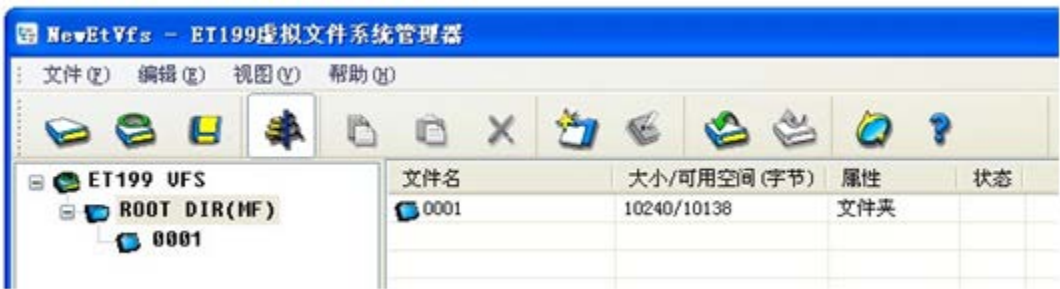 NewEtVfs - ET199虚拟文件系统管理器
文件(F) 编辑(E) 视图(V) 帮助(H)
ET199 VFS
ROOT DIR(MF)
0001
文件名 大小/可用空间(字节) 属性 状态
0001 10240/10138 文件夹